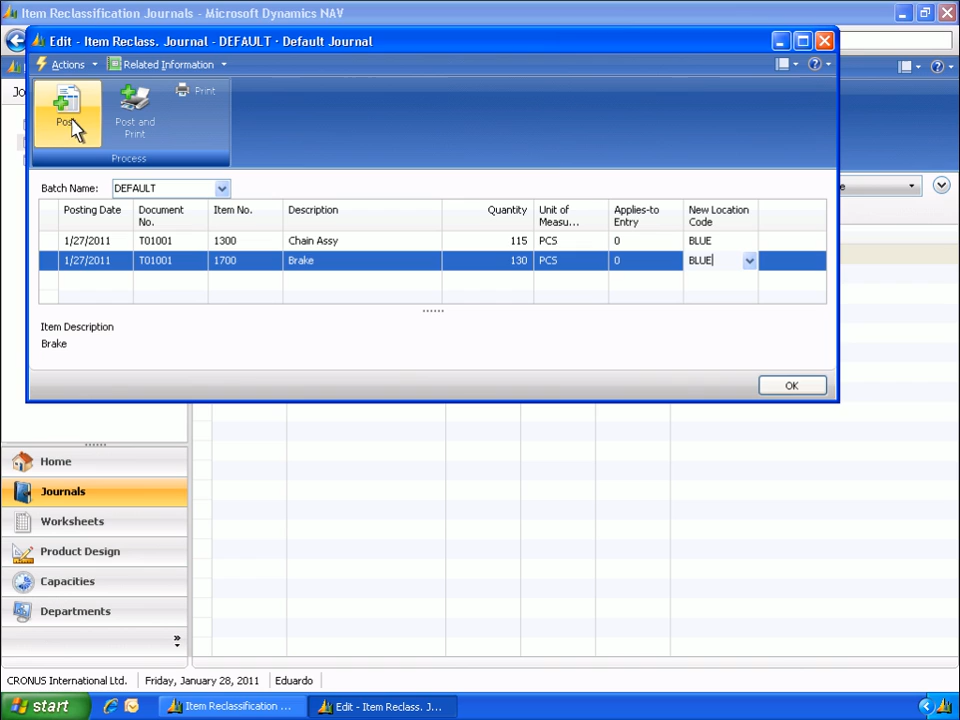 Item Reclassification Journals - Microsoft Dynamics NAV
Edit - Item Reclass. Journal - DEFAULT · Default Journal
Actions Related Information
Jo
Post
Post and
Print
Print
Process
Batch Name: DEFAULT
Posting Date Document
No. Item No. Description Quantity Unit of
Measu... Applies-to
Entry New Location
Code
1/27/2011 T01001 1300 Chain Assy 115 PCS 0 BLUE
1/27/2011 T01001 1700 Brake 130 PCS 0 BLUE
Item Description
Brake
OK
Home
Journals
Worksheets
Product Design
Capacities
Departments
CRONUS International Ltd. Friday, January 28, 2011 Eduardo
start Item Reclassification ... Edit - Item Reclass. J...